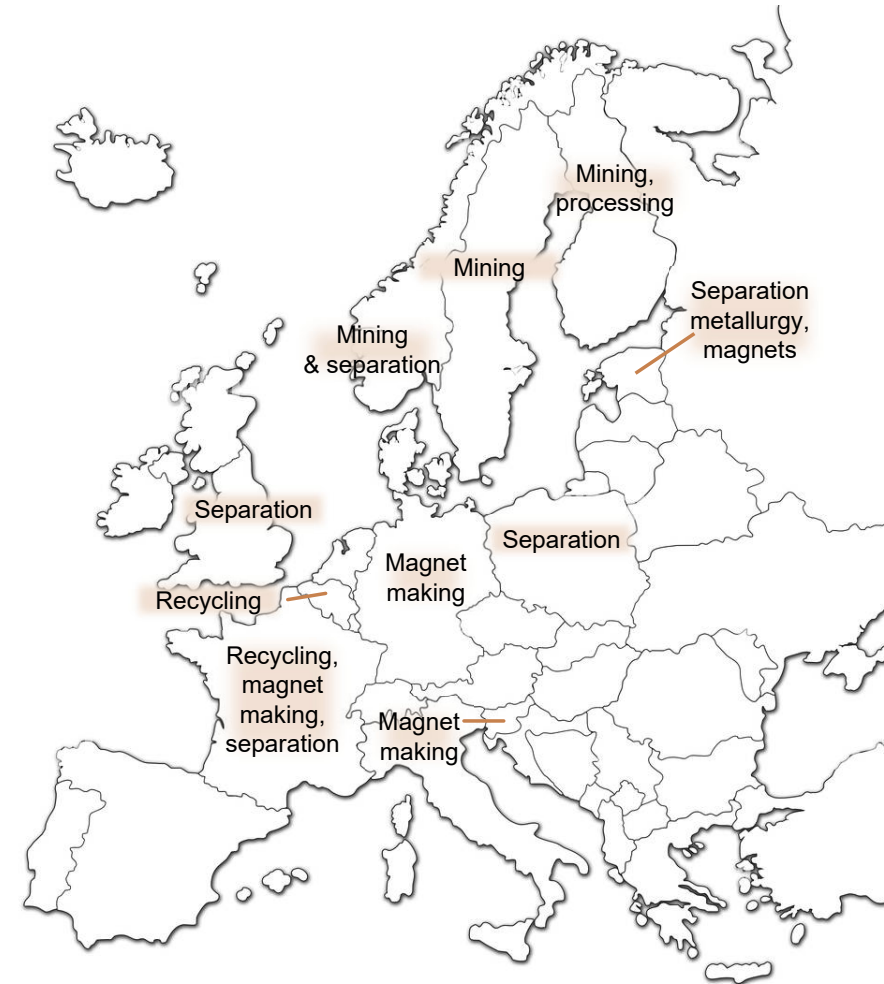 Mining,
processing
Mining
Separation
metallurgy,
magnets
Mining
& separation
Separation
Separation
Magnet
making
Recycling
Recycling,
magnet
making,
separation
Magnet
making